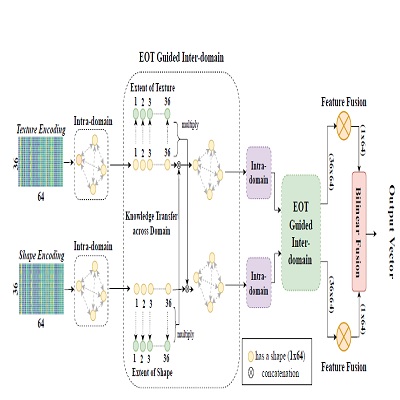 EOT Guided Inter-domain
Extent of Texture
1 2 3 36
multiply
Texture Encoding
Intra-domain
36
64
Knowledge Transfer
across Domain
Shape Encoding
Intra-domain
36
64
1 2 3 36
1 2 3 36
multiply
1 2 3 36
Extent of Shape
Intra-
domain
Intra-
domain
EOT
Guided
Inter-
domain
(36x64)
(36x64)
Feature Fusion
(1x64)
Bilinear Fusion
(1x64)
Feature Fusion
Output Vector
has a shape (1x64)
concatenation